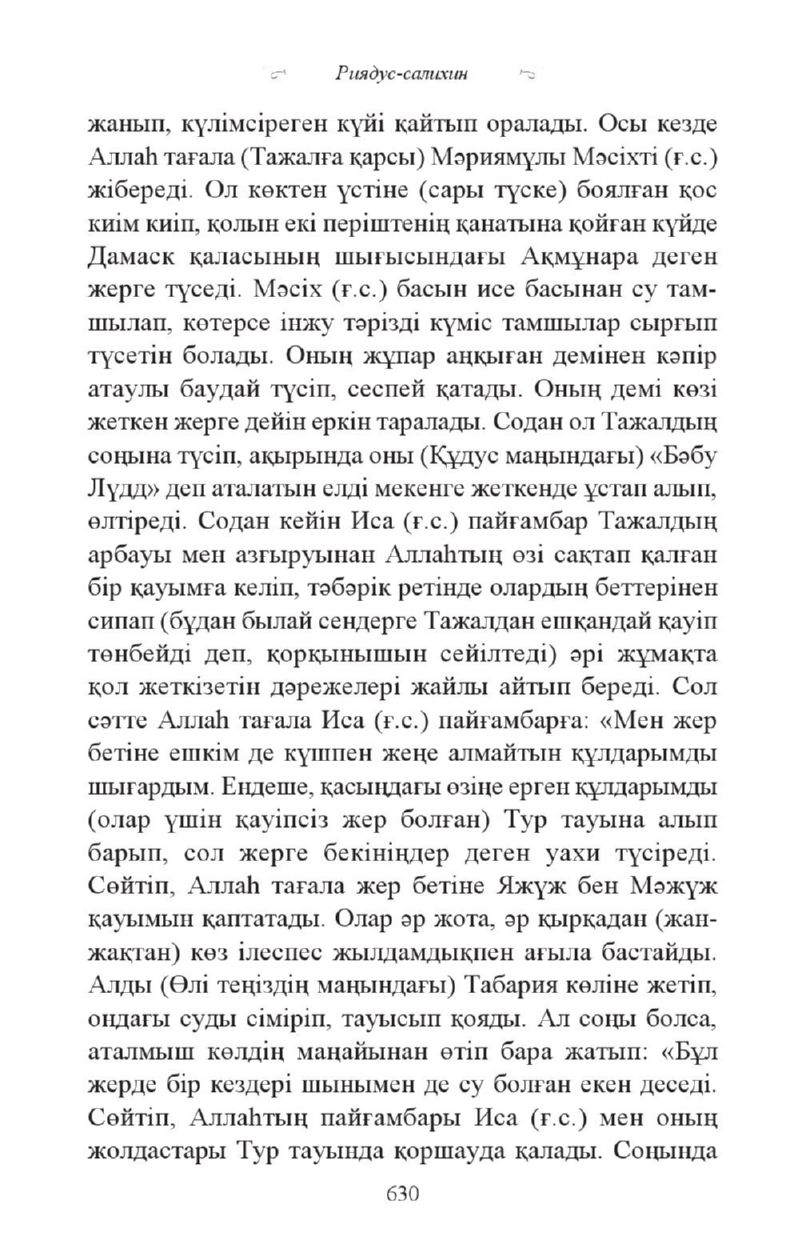 Риядус-салихин
жанып, күлімсіреген күйі қайтып оралады. Осы кезде
Аллаһ тағала (Тажалға қарсы) Мәриямұлы Мәсіхті (ғ.с.)
жібереді. Ол көктен үстіне (сары түске) боялған қос
киім киіп, қолын екі періштенің қанатына қойған күйде
Дамаск қаласының шығысындағы Ақмұнара деген
жерге түседі. Мәсіх (ғ.с.) басын исе басынан су там-
шылап, көтерсе інжу тәрізді күміс тамшылар сырғып
түсетін болады. Оның жұпар аңқыған демінен кәпір
атаулы баудай түсіп, сеспей қатады. Оның демі көзі
жеткен жерге дейін еркін таралады. Содан ол Тажалдың
соңына түсіп, ақырында оны (Құдус маңындағы) «Бәбу
Лүдд» деп аталатын елді мекенге жеткенде ұстап алып,
өлтіреді. Содан кейін Иса (ғ.с.) пайғамбар Тажалдың
арбауы мен азғыруынан Аллаһтың өзі сақтап қалған
бір қауымға келіп, тәбәрік ретінде олардың беттерінен
сипап (бұдан былай сендерге Тажалдан ешқандай қауіп
төнбейді деп, қорқынышын сейілтеді) әрі жұмақта
қол жеткізетін дәрежелері жайлы айтып береді. Сол
сәтте Аллаһ тағала Иса (ғ.с.) пайғамбарға: «Мен жер
бетіне ешкім де күшпен жеңе алмайтын құлдарымды
шығардым. Ендеше, қасыңдағы өзіңе ерген құлдарымды
(олар үшін қауіпсіз жер болған) Тур тауына алып
барып, сол жерге бекініңдер деген уахи түсіреді.
Сөйтіп, Аллаһ тағала жер бетіне Яжүж бен Мәжүж
қауымын қаптатады. Олар әр жота, әр қырқадан (жан-
жақтан) көз ілеспес жылдамдықпен ағыла бастайды.
Алды (Өлі теңіздің маңындағы) Табария көліне жетіп,
ондағы суды сіміріп, тауысып қояды. Ал соңы болса,
аталмыш көлдің маңайынан өтіп бара жатып: «Бұл
жерде бір кездері шынымен де су болған екен деседі.
Сөйтіп, Аллаһтың пайғамбары Иса (ғ.с.) мен оның
жолдастары Тур тауында қоршауда қалады. Соңында
630